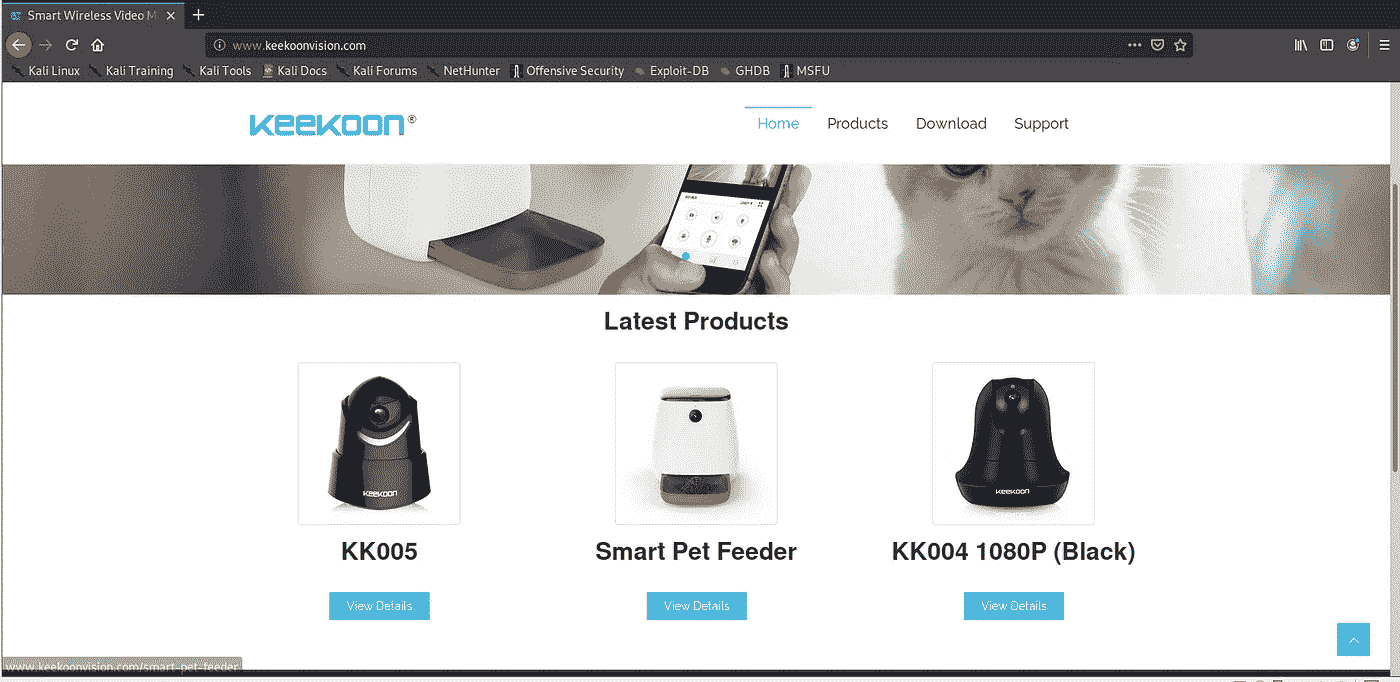 Smart Wireless Video M
www.keekoonvision.com
Kali Linux Kali Training Kali Tools Kali Docs Kali Forums NetHunter Offensive Security Exploit-DB GHDB MSFU
KEEKOON®
Home Products Download Support
Latest Products
KEEKOON
KEEKOON
KK005 Smart Pet Feeder KK004 1080P (Black)
View Details View Details View Details
www.keekoonvision.com/smart-pet-feeder